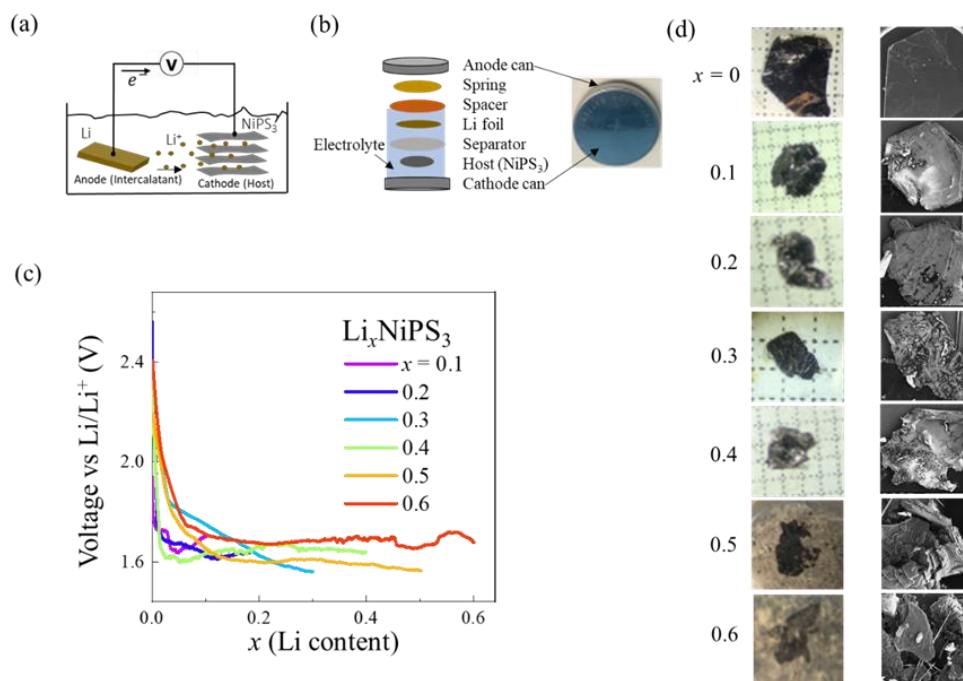 (a)
V
e
Li
Li⁺
NiPS₃
Anode (Intercalatant)
Cathode (Host)
(b)
Anode can
Spring
Spacer
Li foil
Separator
Electrolyte
Host (NiPS₃)
Cathode can
(c)
Voltage vs Li/Li⁺ (V)
2.4
2.0
1.6
0.0
0.2
0.4
0.6
x (Li content)
LiₓNiPS₃
x = 0.1
0.2
0.3
0.4
0.5
0.6
(d)
x = 0
0.1
0.2
0.3
0.4
0.5
0.6